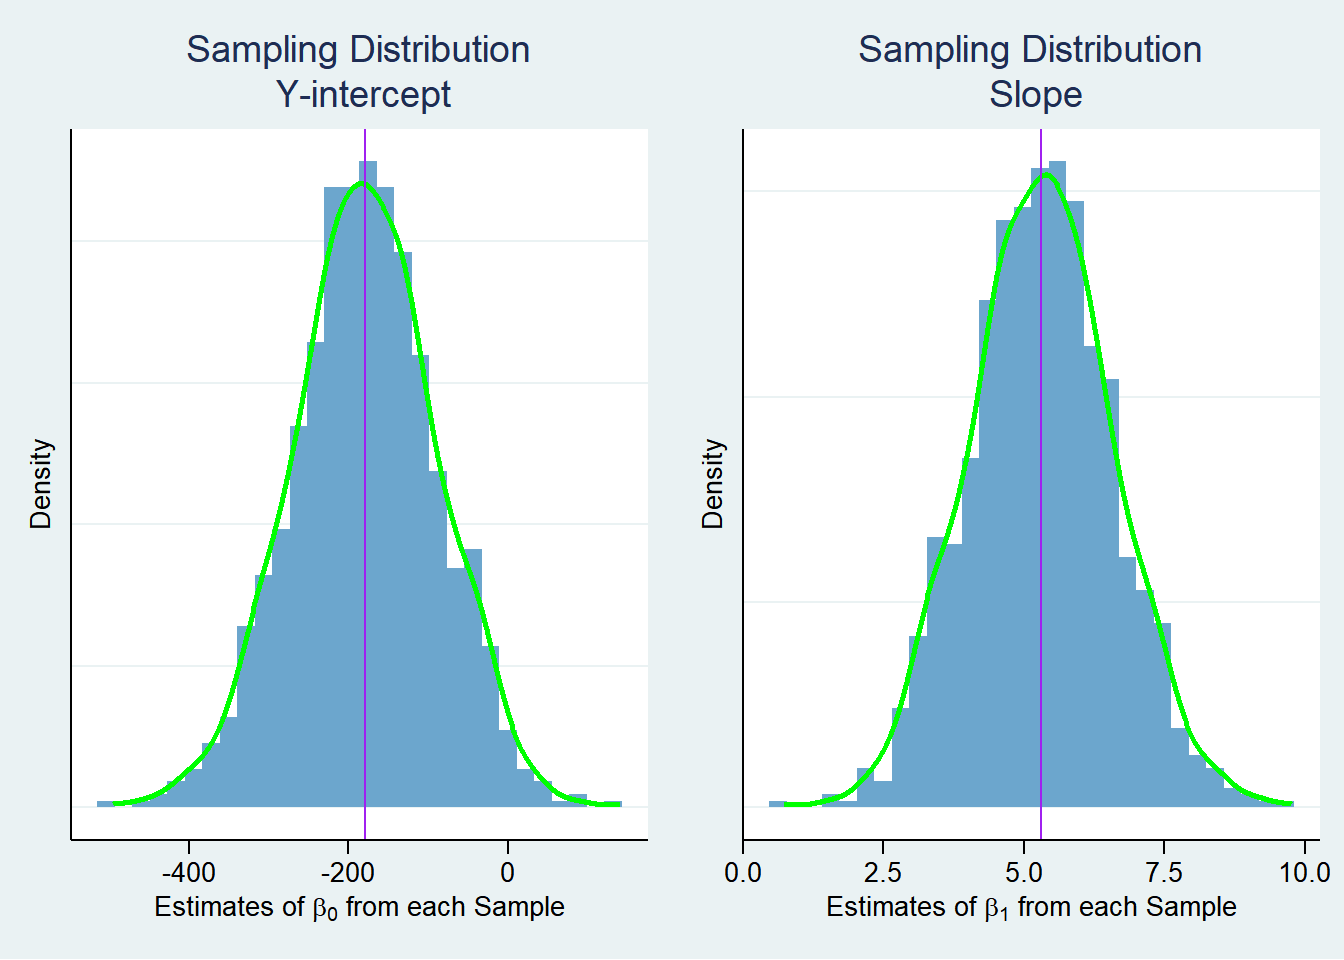 Sampling Distribution
Y-intercept
Density
-400 -200 0
Estimates of β0 from each Sample
Sampling Distribution
Slope
Density
0.0 2.5 5.0 7.5 10.0
Estimates of β1 from each Sample